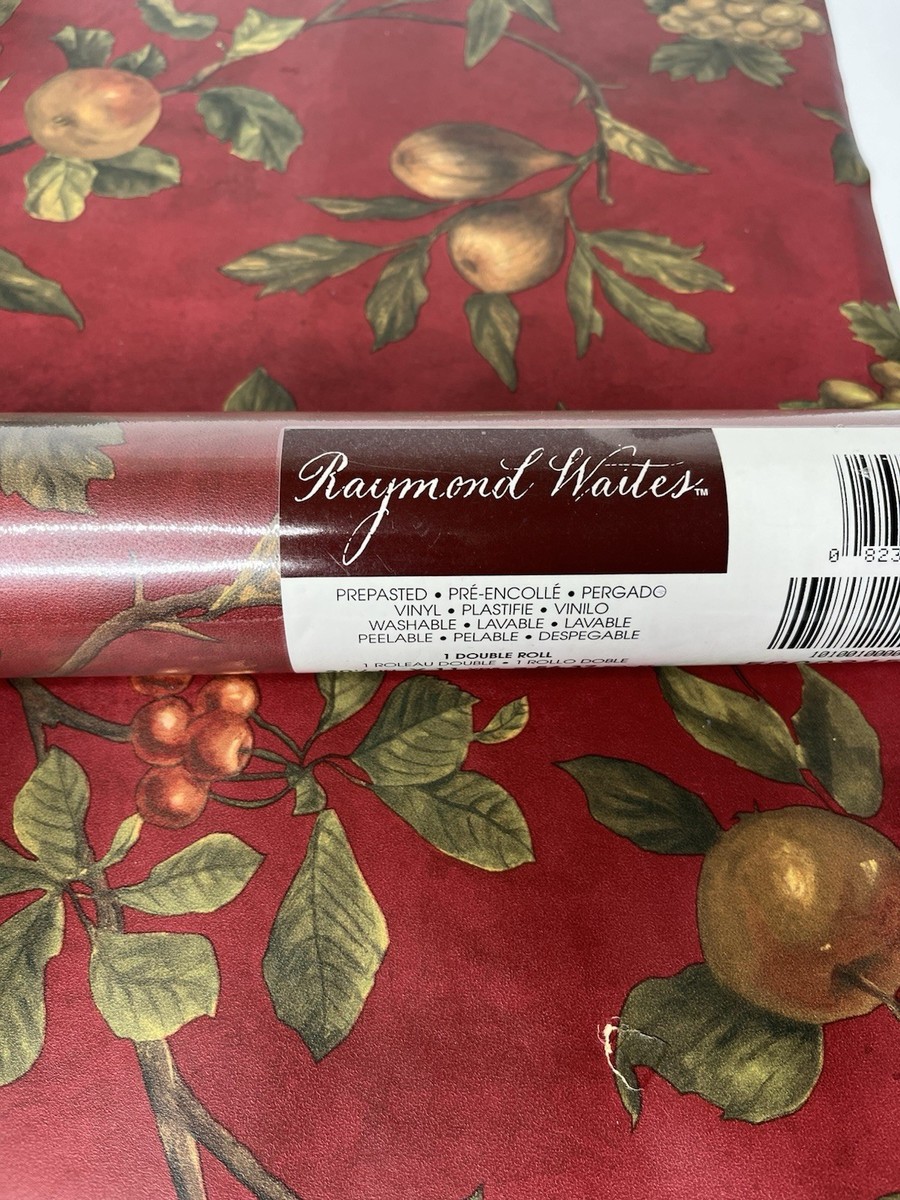 Raymond Waites™
PREPASTED • PRÉ-ENCOLLÉ • PERGADO
VINYL • PLASTIFIE • VINILO
WASHABLE • LAVABLE • LAVABLE
PEELABLE • PELABLE • DESPEGABLE
1 DOUBLE ROLL
1 ROLEAU DOUBLE • 1 ROLLO DOBLE
0 823